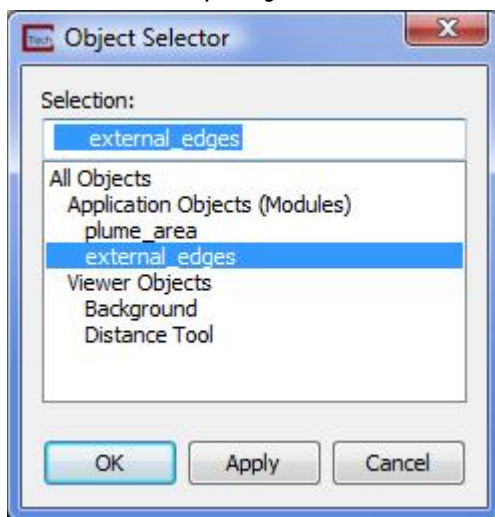 Object Selector
Selection:
external_edges
All Objects
Application Objects (Modules)
plume_area
external_edges
Viewer Objects
Background
Distance Tool
OK Apply Cancel